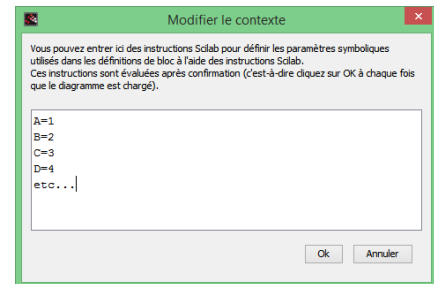 Modifier le contexte
Vous pouvez entrer ici des instructions Scilab pour définir les paramètres symboliques
utilisés dans les définitions de bloc à l'aide des instructions Scilab.
Ces instructions sont évaluées après confirmation (c'est-à-dire cliquez sur OK à chaque fois
que le diagramme est chargé).
A=1
B=2
C=3
D=4
etc...
Ok Annuler